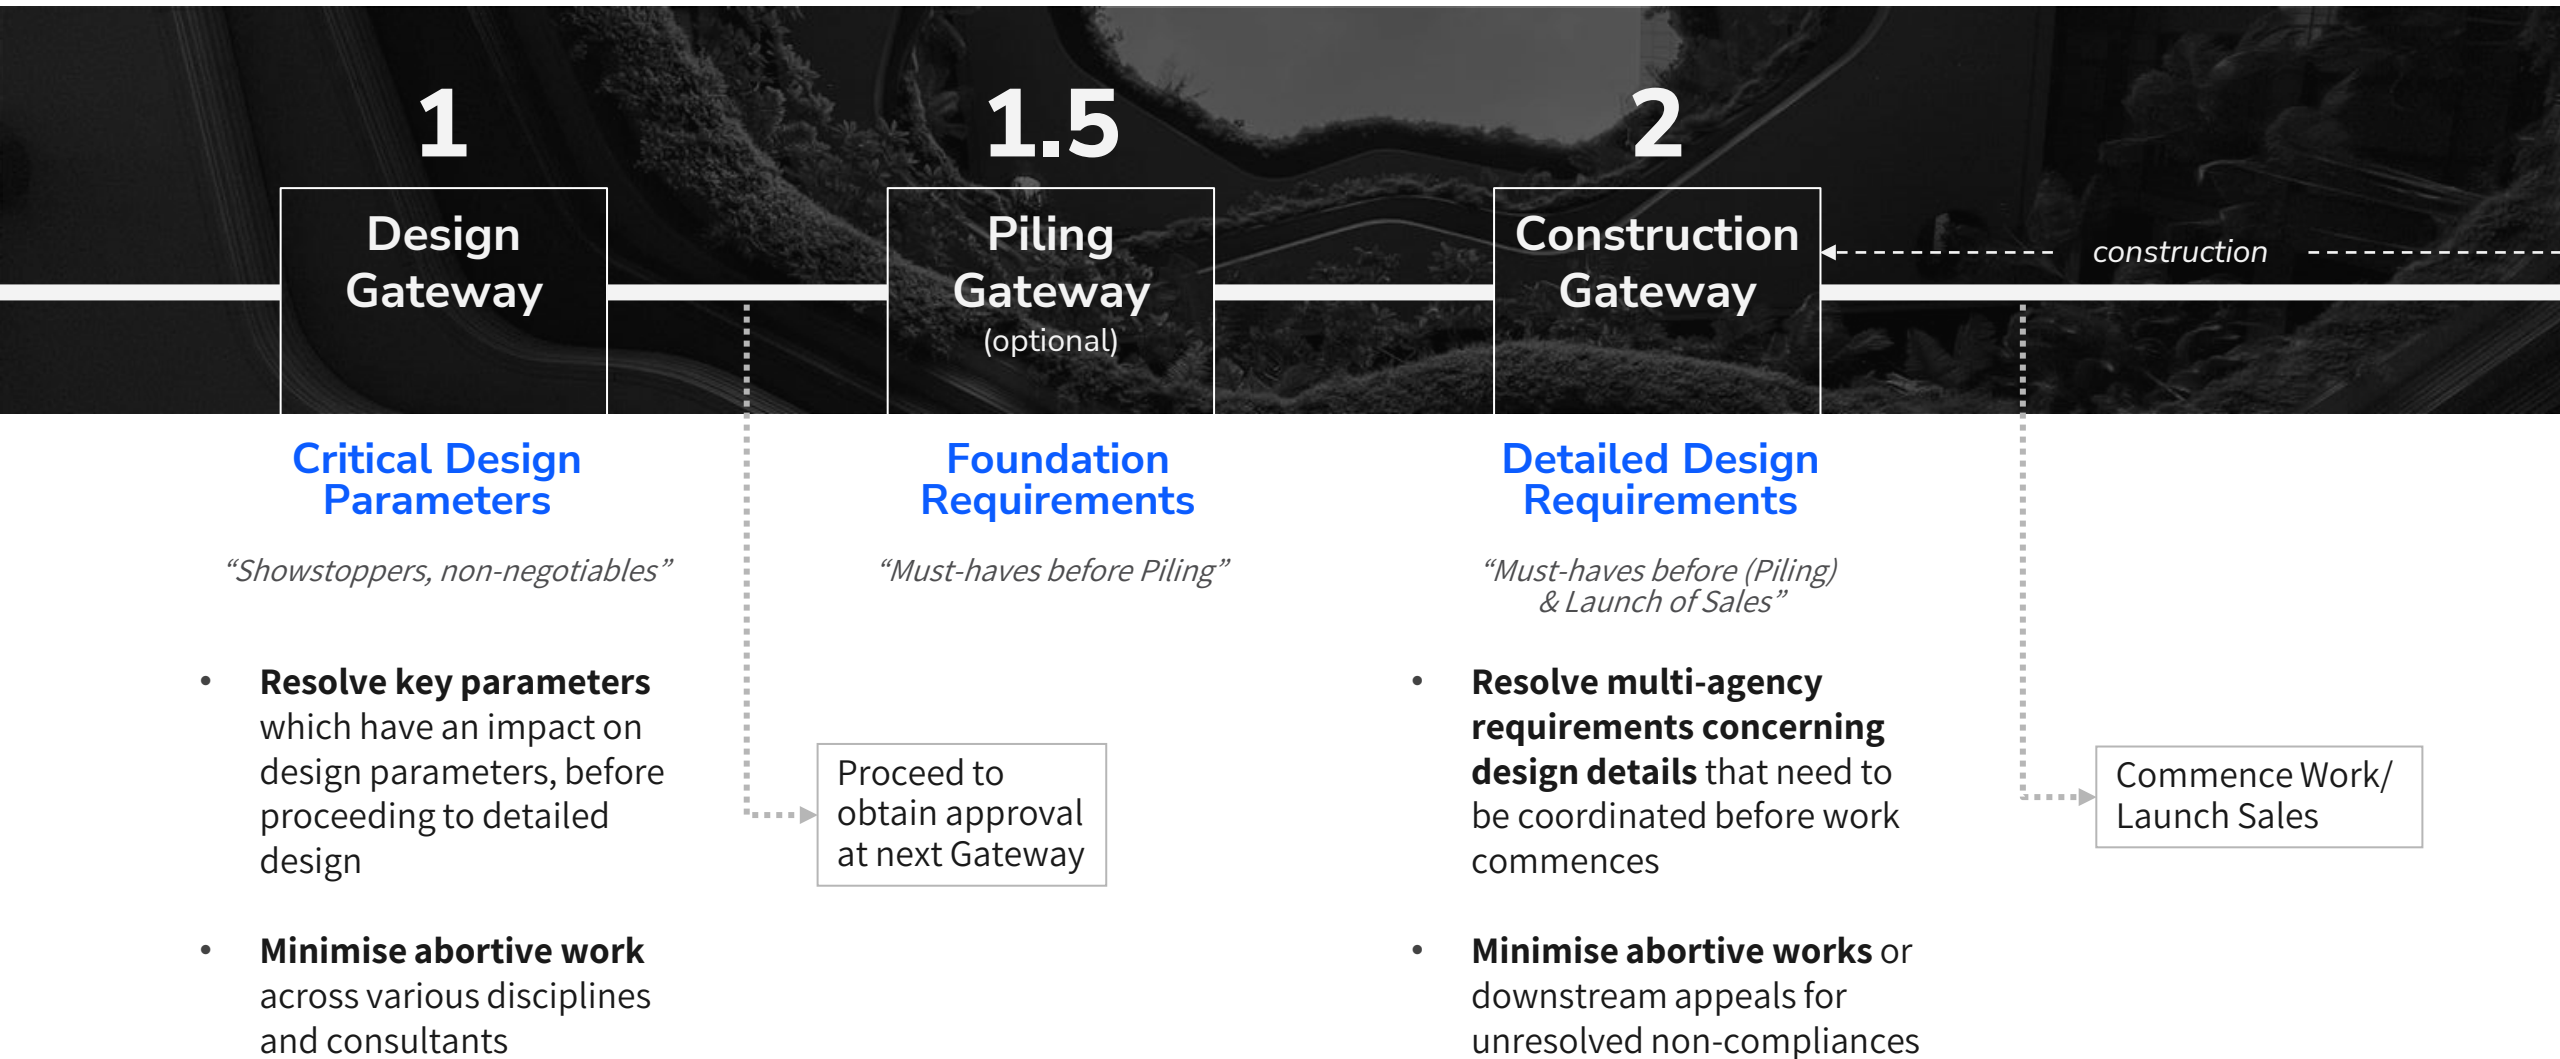 1
Design
Gateway
1.5
Piling
Gateway
(optional)
2
Construction
Gateway
construction
Critical Design
Parameters
“Showstoppers, non-negotiables”
• Resolve key parameters
which have an impact on
design parameters, before
proceeding to detailed
design
• Minimise abortive work
across various disciplines
and consultants
Proceed to
obtain approval
at next Gateway
Foundation
Requirements
“Must-haves before Piling”
Detailed Design
Requirements
“Must-haves before (Piling)
& Launch of Sales”
• Resolve multi-agency
requirements concerning
design details that need to
be coordinated before work
commences
• Minimise abortive works or
downstream appeals for
unresolved non-compliances
Commence Work/
Launch Sales